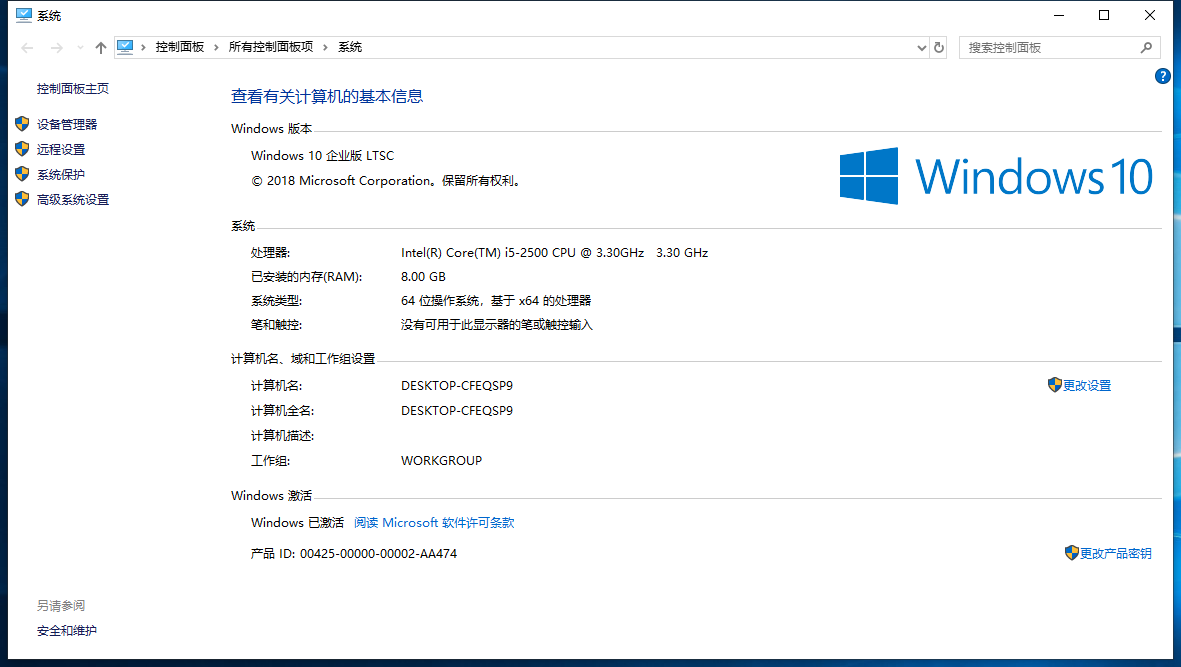 系统
控制面板 › 所有控制面板项 › 系统
搜索控制面板
?
控制面板主页
设备管理器
远程设置
系统保护
高级系统设置
查看有关计算机的基本信息
Windows 版本
Windows 10 企业版 LTSC
© 2018 Microsoft Corporation。保留所有权利。
Windows 10
系统
处理器: Intel(R) Core(TM) i5-2500 CPU @ 3.30GHz 3.30 GHz
已安装的内存(RAM): 8.00 GB
系统类型: 64 位操作系统，基于 x64 的处理器
笔和触控: 没有可用于此显示器的笔或触控输入
计算机名、域和工作组设置
计算机名: DESKTOP-CFEQSP9 更改设置
计算机全名: DESKTOP-CFEQSP9
计算机描述:
工作组: WORKGROUP
Windows 激活
Windows 已激活 阅读 Microsoft 软件许可条款
产品 ID: 00425-00000-00002-AA474 更改产品密钥
另请参阅
安全和维护